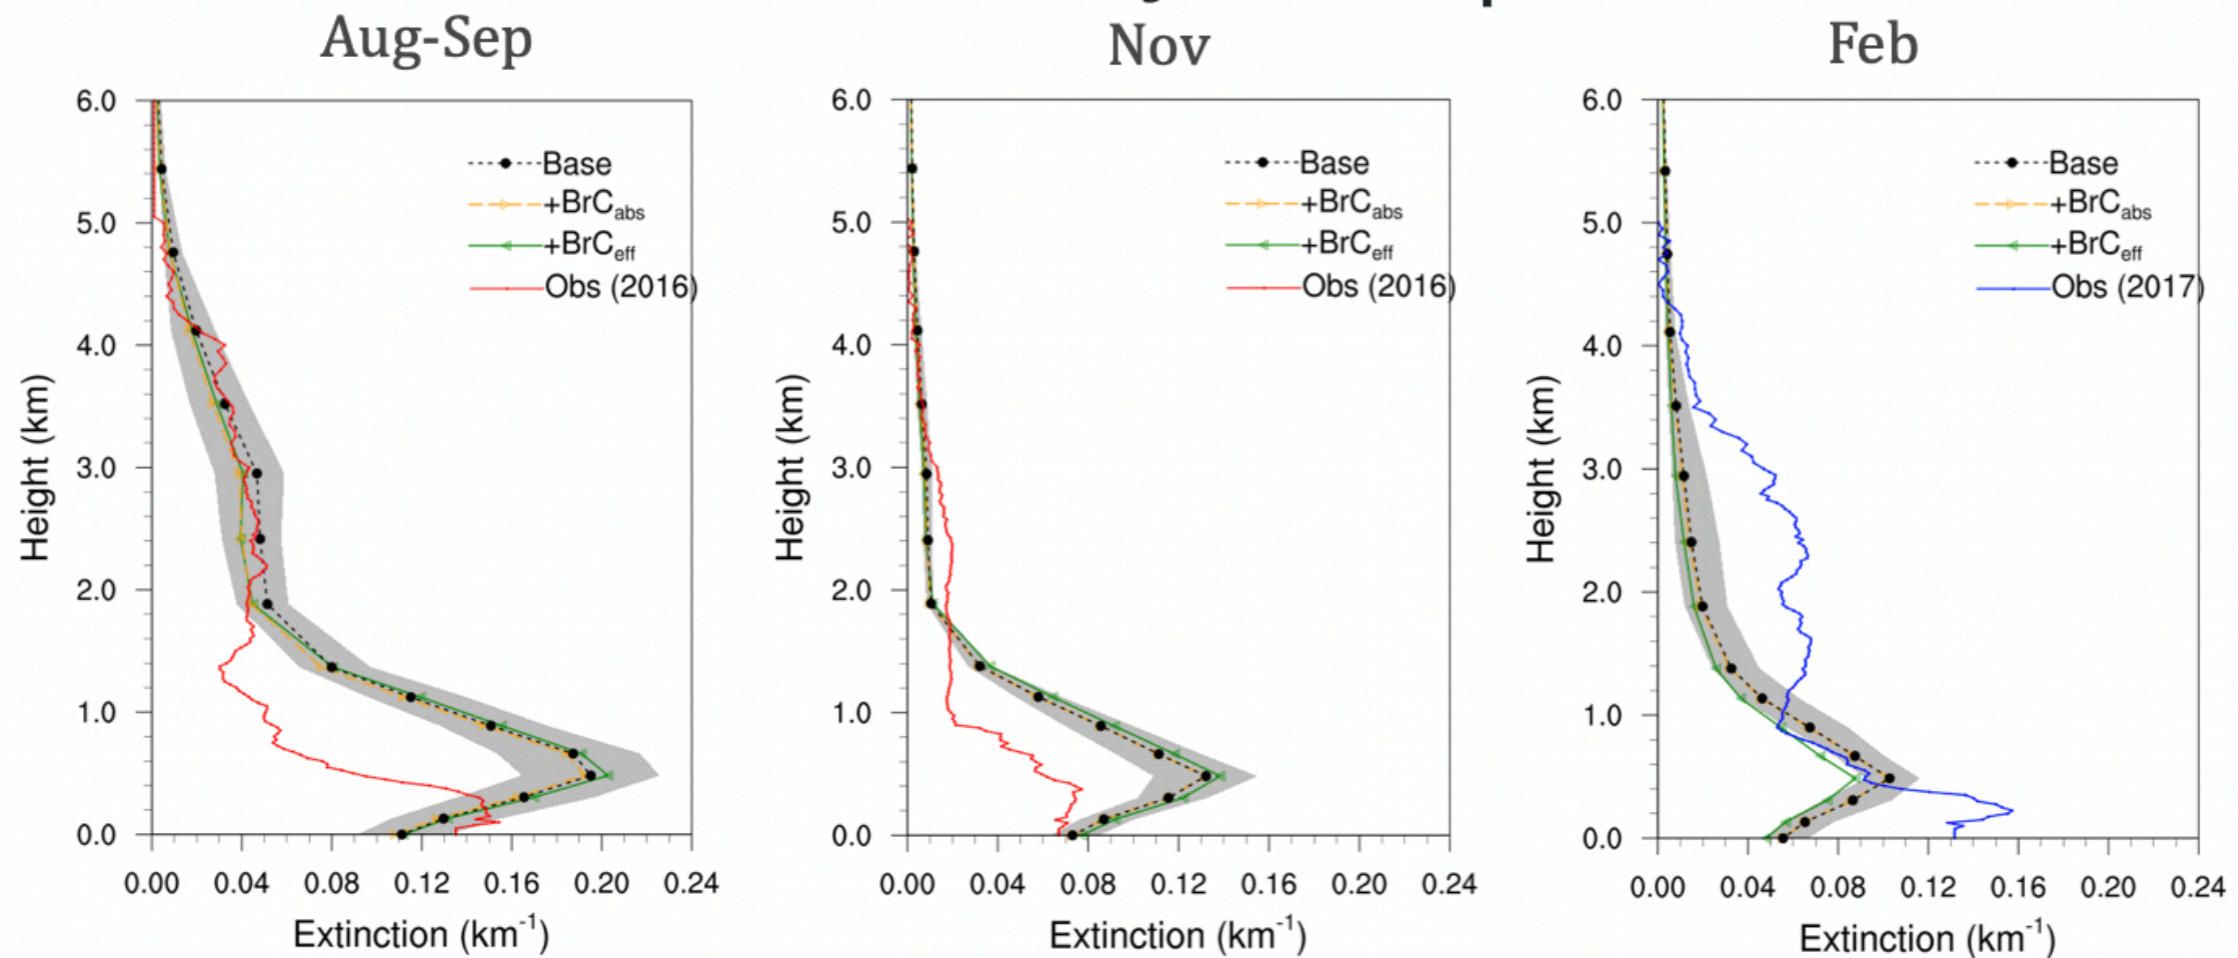 Aug-Sep
Nov
Feb
6.0
5.0
4.0
3.0
2.0
1.0
0.0
Height (km)
Base
+BrCabs
+BrCeff
Obs (2016)
0.00 0.04 0.08 0.12 0.16 0.20 0.24
Extinction (km-1)
6.0
5.0
4.0
3.0
2.0
1.0
0.0
Height (km)
Base
+BrCabs
+BrCeff
Obs (2016)
0.00 0.04 0.08 0.12 0.16 0.20 0.24
Extinction (km-1)
6.0
5.0
4.0
3.0
2.0
1.0
0.0
Height (km)
Base
+BrCabs
+BrCeff
Obs (2017)
0.00 0.04 0.08 0.12 0.16 0.20 0.24
Extinction (km-1)